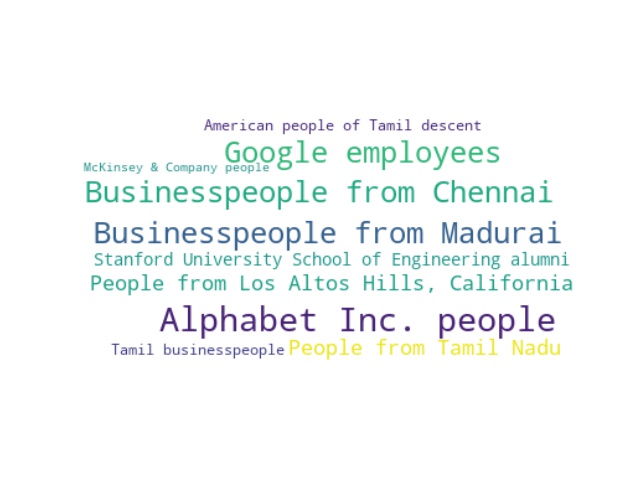 American people of Tamil descent
Google employees
McKinsey & Company people
Businesspeople from Chennai
Businesspeople from Madurai
Stanford University School of Engineering alumni
People from Los Altos Hills, California
Alphabet Inc. people
Tamil businesspeople People from Tamil Nadu